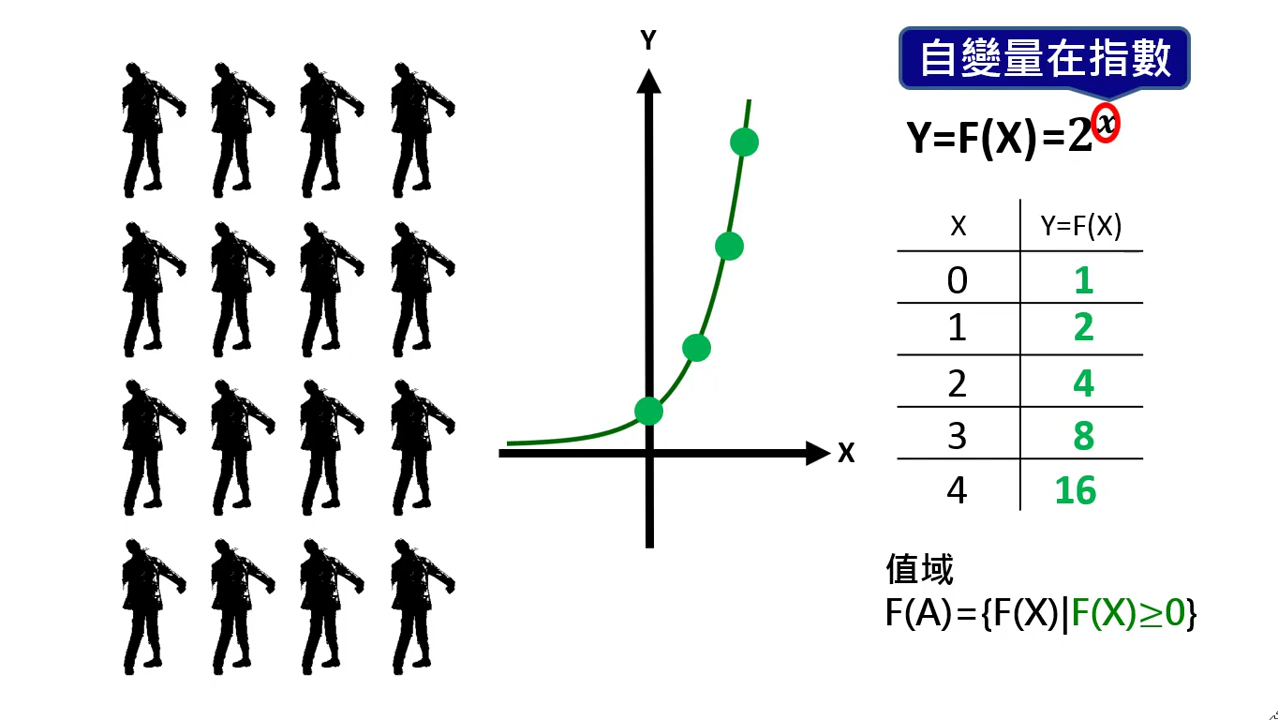 Y
自變量在指數
Y=F(X)=2^x
X Y=F(X)
0 1
1 2
2 4
3 8
4 16
X
值域
F(A)={F(X)|F(X)≥0}